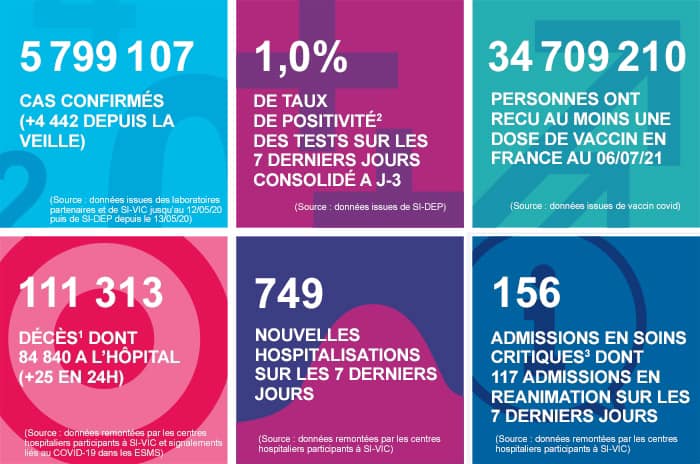 5 799 107
CAS CONFIRMÉS
(+4 442 DEPUIS LA
VEILLE)
(Source : données issues des laboratoires
partenaires et de SI-VIC jusqu'au 12/05/20
puis de SI-DEP depuis le 13/05/20)
1,0%
DE TAUX
DE POSITIVITÉ²
DES TESTS SUR LES
7 DERNIERS JOURS
CONSOLIDÉ A J-3
(Source : données issues de SI-DEP)
34 709 210
PERSONNES ONT
RECU AU MOINS UNE
DOSE DE VACCIN EN
FRANCE AU 06/07/21
(Source : données issues de vaccin covid)
111 313
DÉCÈS¹ DONT
84 840 A L'HÔPITAL
(+25 EN 24H)
(Source : données remontées par les centres
hospitaliers participants à SI-VIC et signalements
liés au COVID-19 dans les ESMS)
749
NOUVELLES
HOSPITALISATIONS
SUR LES 7 DERNIERS
JOURS
(Source : données remontées par les centres
hospitaliers participants à SI-VIC)
156
ADMISSIONS EN SOINS
CRITIQUES³ DONT
117 ADMISSIONS EN
REANIMATION SUR LES
7 DERNIERS JOURS
(Source : données remontées par les centres
hospitaliers participants à SI-VIC)